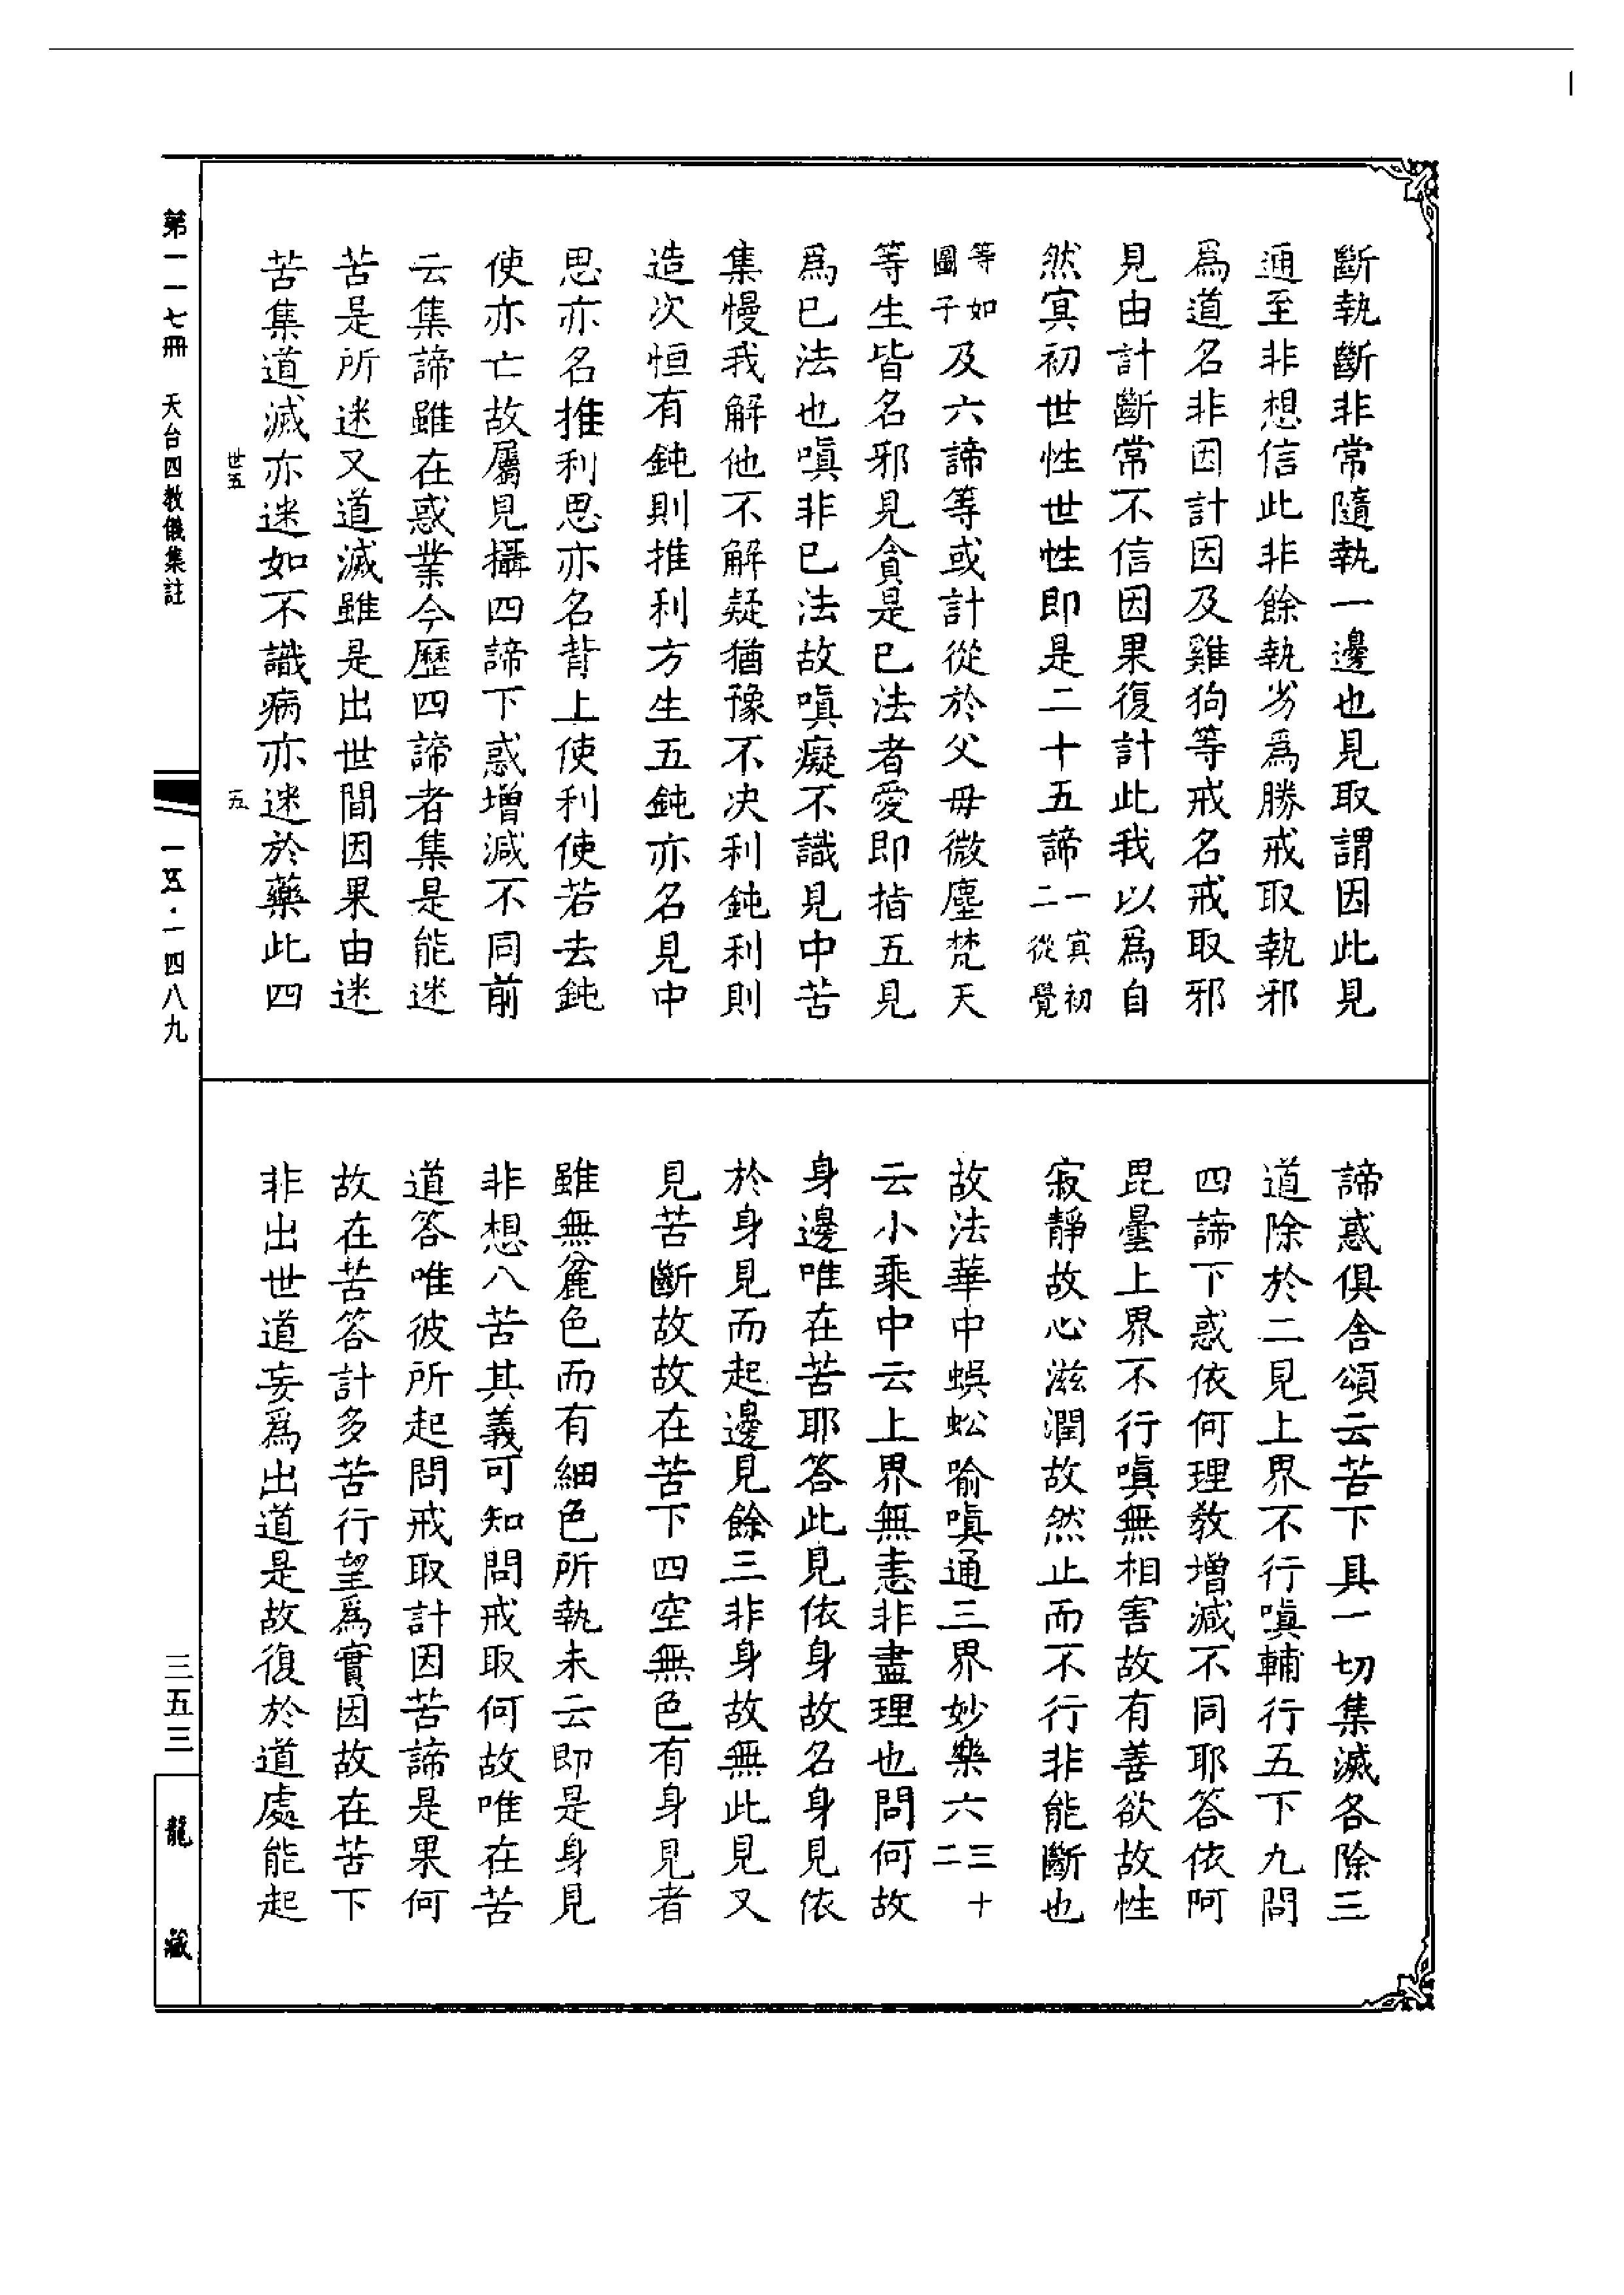 斷執斷非常隨執一邊也見取謂因此見
通至非想信此非餘執劣爲勝戒取執邪
爲道名非因計因及雞狗等戒名戒取邪
見由計斷常不信因果復計此我以爲自
然冥初世性世性即是二十五諦一冥初二從覺
等如圖子及六諦等或計從於父毋微塵梵天
等生皆名邪見貪是已法者愛即指五見
爲已法也嗔非已法故嗔癡不識見中苦
集慢我解他不解疑猶豫不决利鈍利則
造次恒有鈍則推利方生五鈍亦名見中
思亦名推利思亦名背上使利使若去鈍
使亦亡故屬見攝四諦下惑增減不同前
云集諦雖在惑業今歷四諦者集是能迷
苦是所迷又道滅雖是出世間因果由迷
苦集道滅亦迷如不識病亦迷於藥此四
諦惑俱舍頌云苦下具一切集滅各除三
道除於二見上界不行嗔輔行五下九問
四諦下惑依何理教增減不同耶答依阿
毘曇上界不行嗔無相害故有善欲故性
寂靜故心滋潤故然止而不行非能斷也
故法華中蜈蚣喻嗔通三界妙樂六三十二
云小乘中云上界無恚非盡理也問何故
身邊唯在苦耶答此見依身故名身見依
於身見而起邊見餘三非身故無此見又
見苦斷故故在苦下四空無色有身見者
雖無麄色而有細色所執未云即是身見
非想八苦其義可知問戒取何故唯在苦
道答唯彼所起問戒取計因苦諦是果何
故在苦答計多苦行望爲實因故在苦下
非出世道妄爲出道是故復於道處能起
世五
五
第一一七冊 天台四教儀集註
一五·一四八九
三五三
龍藏